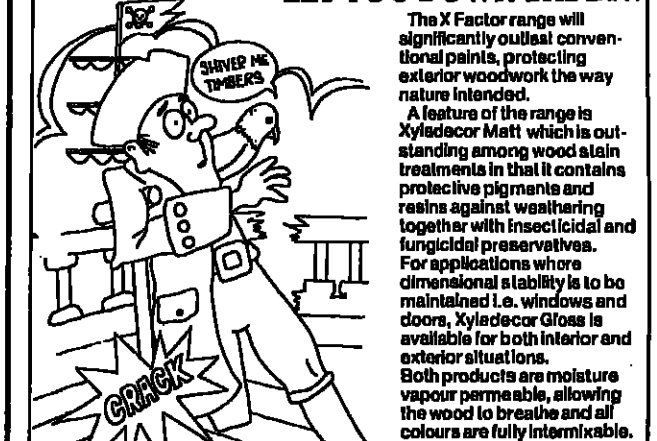 SHIVER ME
TIMBERS
CRACK
The X Factor range will
significantly outlast conven-
tional paints, protecting
exterior woodwork the way
nature intended.
A feature of the range is
Xyladecor Matt which is out-
standing among wood stain
treatments in that it contains
protective pigments and
resins against weathering
together with insecticidal and
fungicidal preservatives.
For applications where
dimensional stability is to be
maintained i.e. windows and
doors, Xyladecor Gloss is
available for both interior and
exterior situations.
Both products are moisture
vapour permeable, allowing
the wood to breathe and all
colours are fully intermixable.